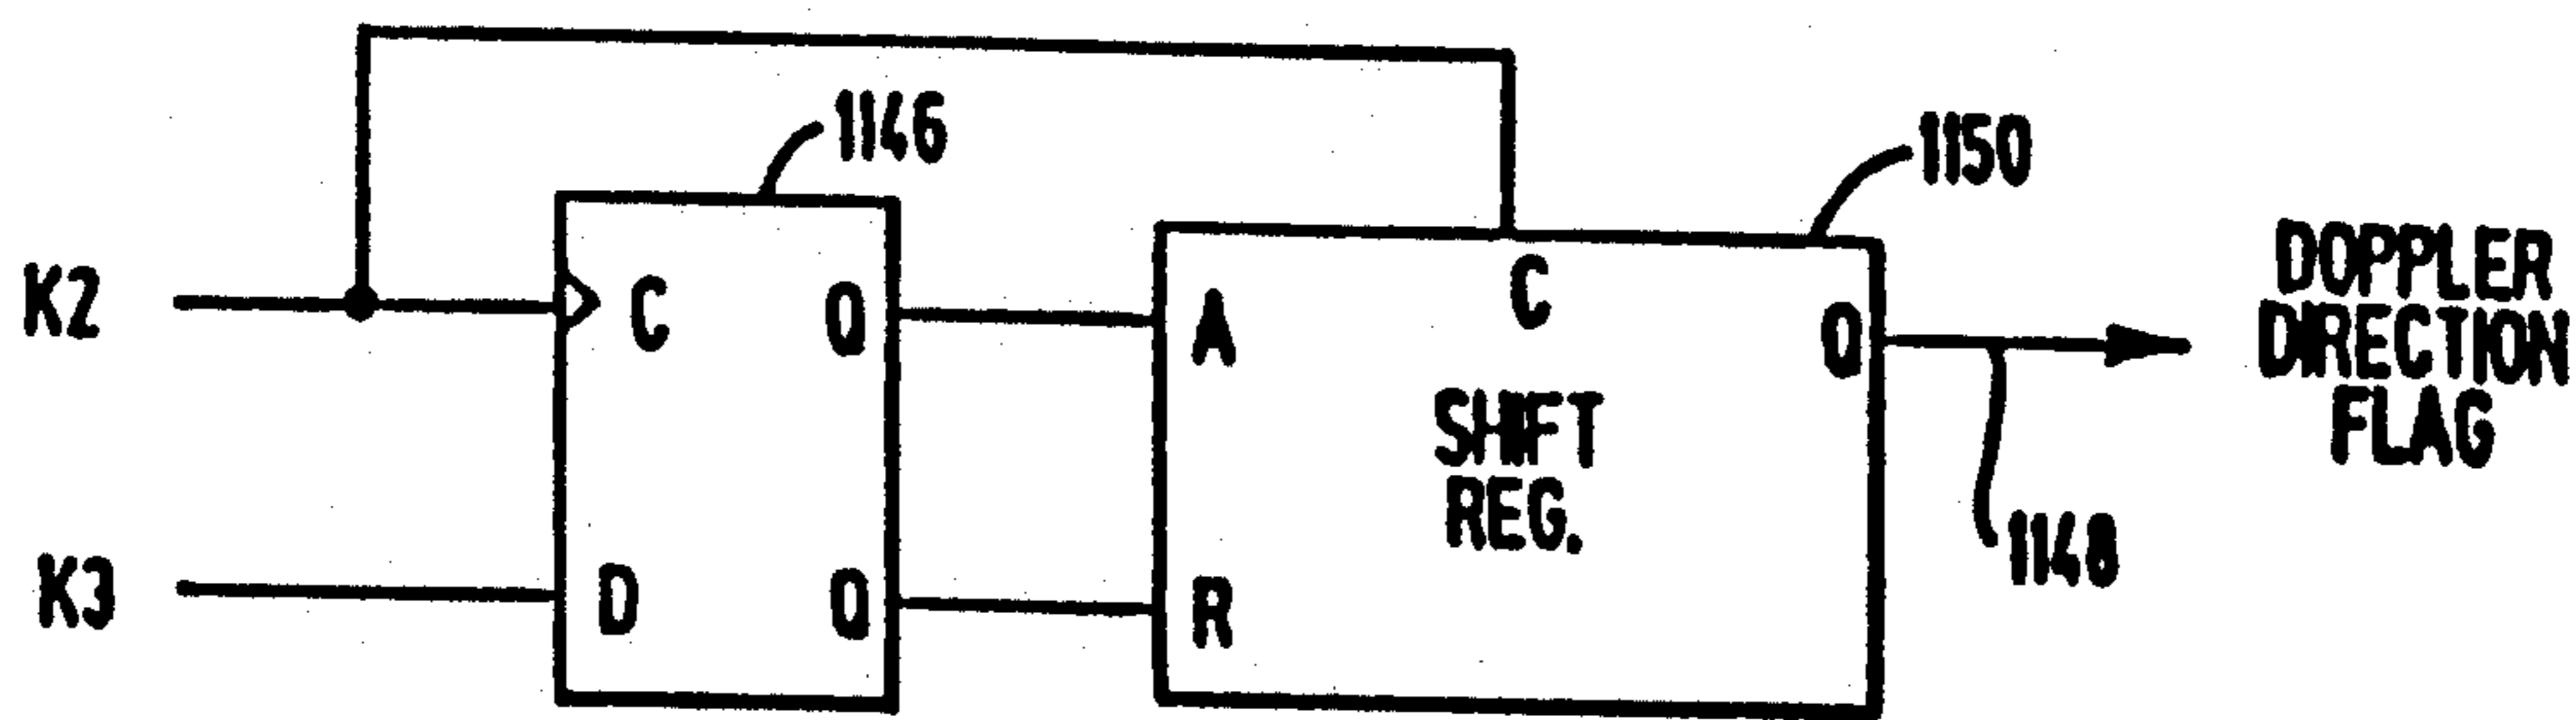 1146
1150
K2
C
Q
A
C
Q
DOPPLER
DIRECTION
FLAG
SHIFT
REG.
K3
D
Q
R
1148